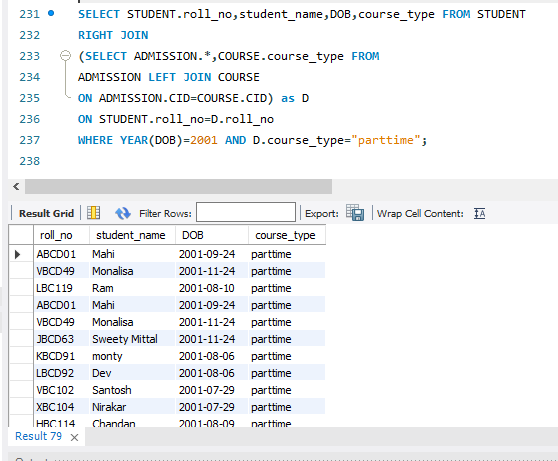 231 SELECT STUDENT.roll_no,student_name,DOB,course_type FROM STUDENT
232 RIGHT JOIN
233 (SELECT ADMISSION.*,COURSE.course_type FROM
234 ADMISSION LEFT JOIN COURSE
235 ON ADMISSION.CID=COURSE.CID) as D
236 ON STUDENT.roll_no=D.roll_no
237 WHERE YEAR(DOB)=2001 AND D.course_type="parttime";
238
Result Grid Filter Rows: Export: Wrap Cell Content:
roll_no student_name DOB course_type
ABCD01 Mahi 2001-09-24 parttime
VBCD49 Monalisa 2001-11-24 parttime
LBC119 Ram 2001-08-10 parttime
ABCD01 Mahi 2001-09-24 parttime
VBCD49 Monalisa 2001-11-24 parttime
JBCD63 Sweety Mittal 2001-11-24 parttime
KBCD91 monty 2001-08-06 parttime
LBCD92 Dev 2001-08-06 parttime
VBC102 Santosh 2001-07-29 parttime
XBC104 Nirakar 2001-07-29 parttime
HBC114 Chandan 2001-08-09 parttime
Result 79